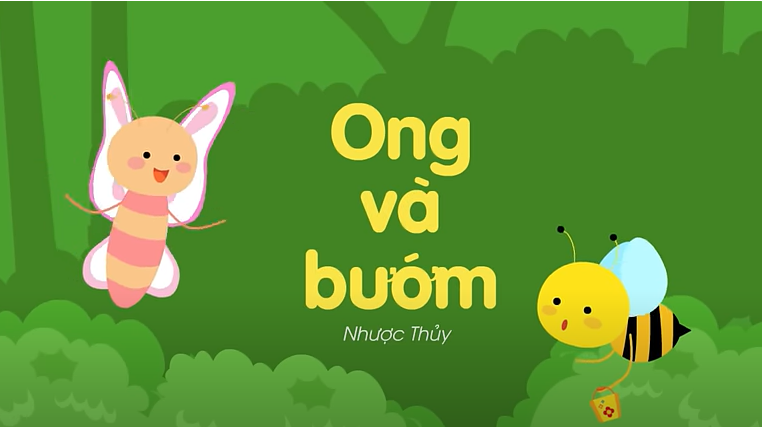 Ong
và
bướm
Nhược Thủy